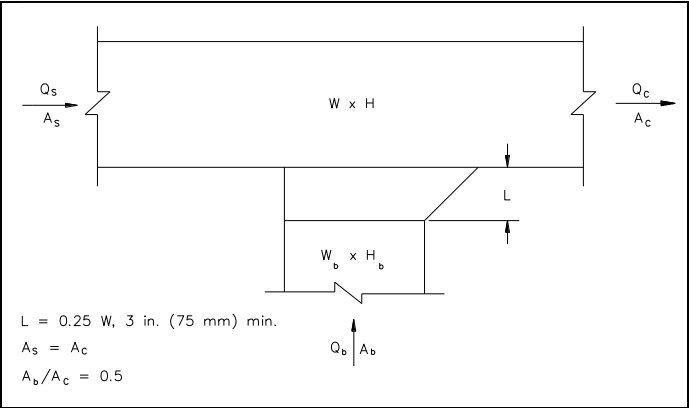 Qs
As
W x H
Qc
Ac
L
Wb x Hb
L = 0.25 W, 3 in. (75 mm) min.
As = Ac
Ab/Ac = 0.5
Qb Ab